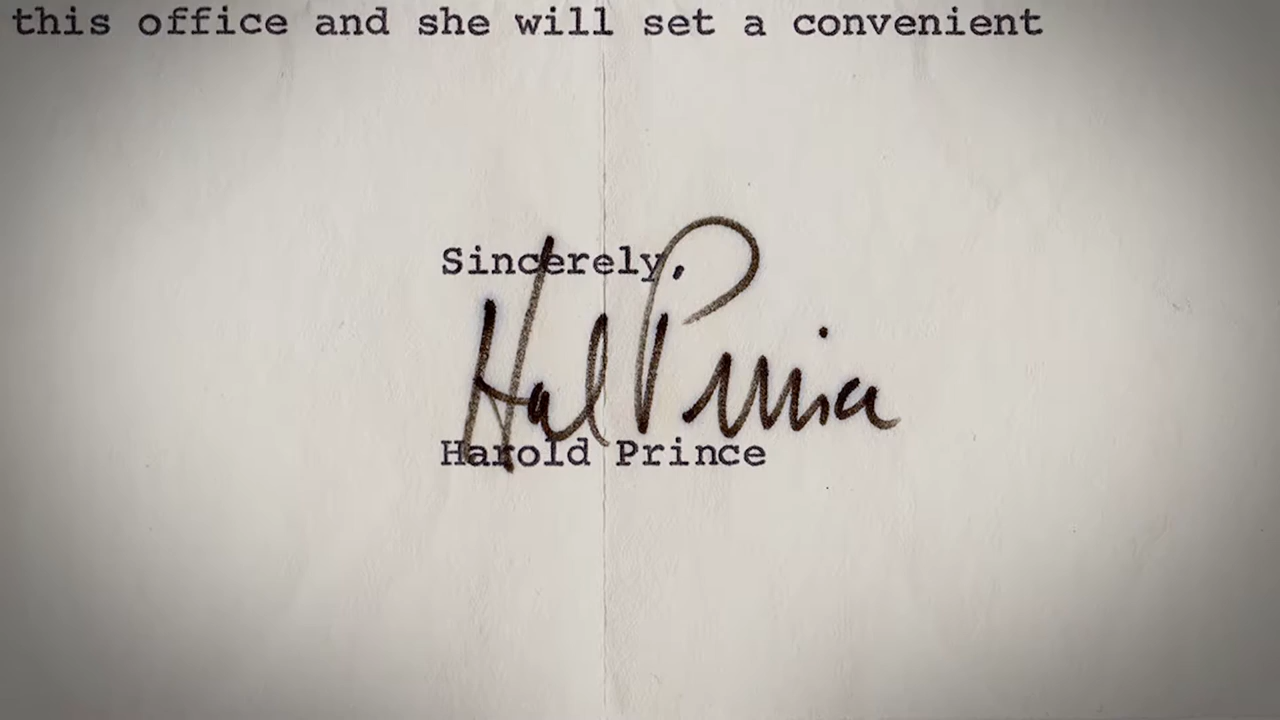 this office and she will set a convenient
Sincerely,
Hal Prince
Harold Prince